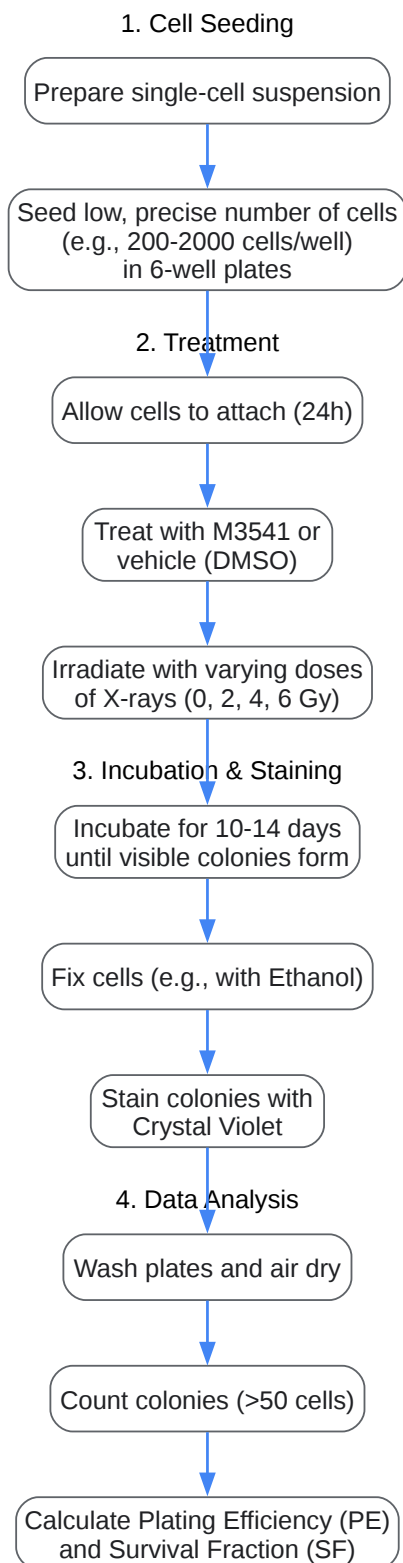 1. Cell Seeding
Prepare single-cell suspension
Seed low, precise number of cells
(e.g., 200-2000 cells/well)
in 6-well plates
2. Treatment
Allow cells to attach (24h)
Treat with M3541 or
vehicle (DMSO)
Irradiate with varying doses
of X-rays (0, 2, 4, 6 Gy)
3. Incubation & Staining
Incubate for 10-14 days
until visible colonies form
Fix cells (e.g., with Ethanol)
Stain colonies with
Crystal Violet
4. Data Analysis
Wash plates and air dry
Count colonies (>50 cells)
Calculate Plating Efficiency (PE)
and Survival Fraction (SF)